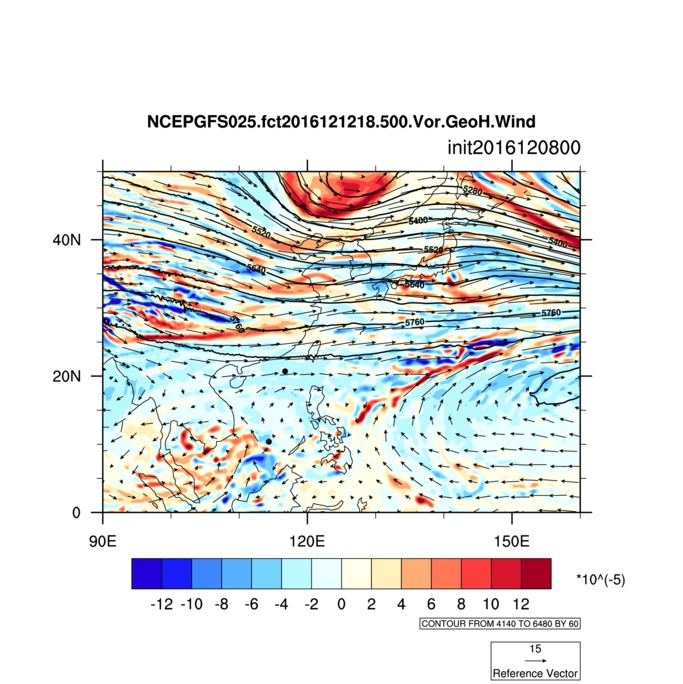 NCEPGFS025.fct2016121218.500.Vor.GeoH.Wind
init2016120800
5280
5400
5520
5520
5400
5640
5640
5760
5760
5760
40N
20N
0
90E 120E 150E
-12 -10 -8 -6 -4 -2 0 2 4 6 8 10 12
*10^(-5)
CONTOUR FROM 4140 TO 6480 BY 60
15
Reference Vector